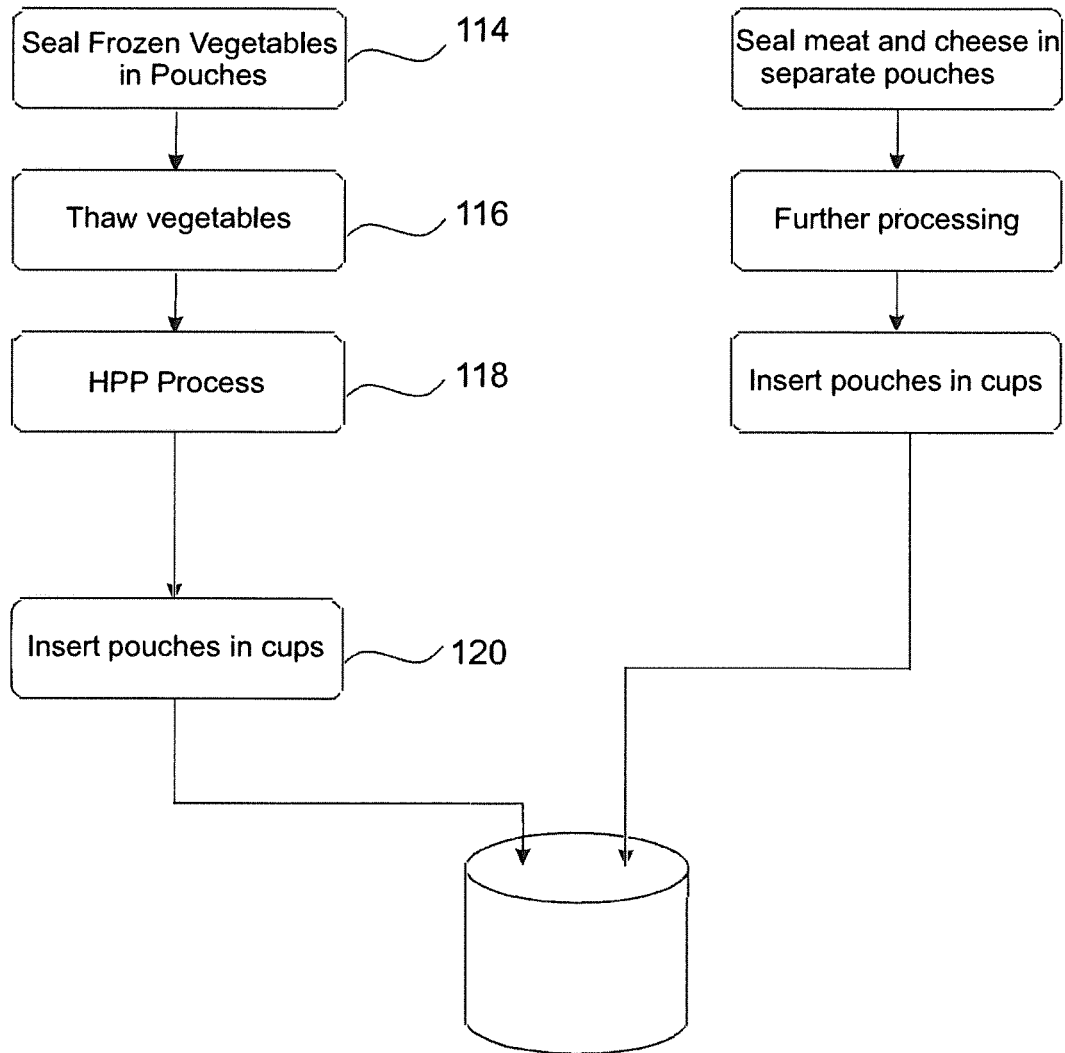 Seal Frozen Vegetables
in Pouches
114
Thaw vegetables
116
HPP Process
118
Insert pouches in cups
120
Seal meat and cheese in
separate pouches
Further processing
Insert pouches in cups